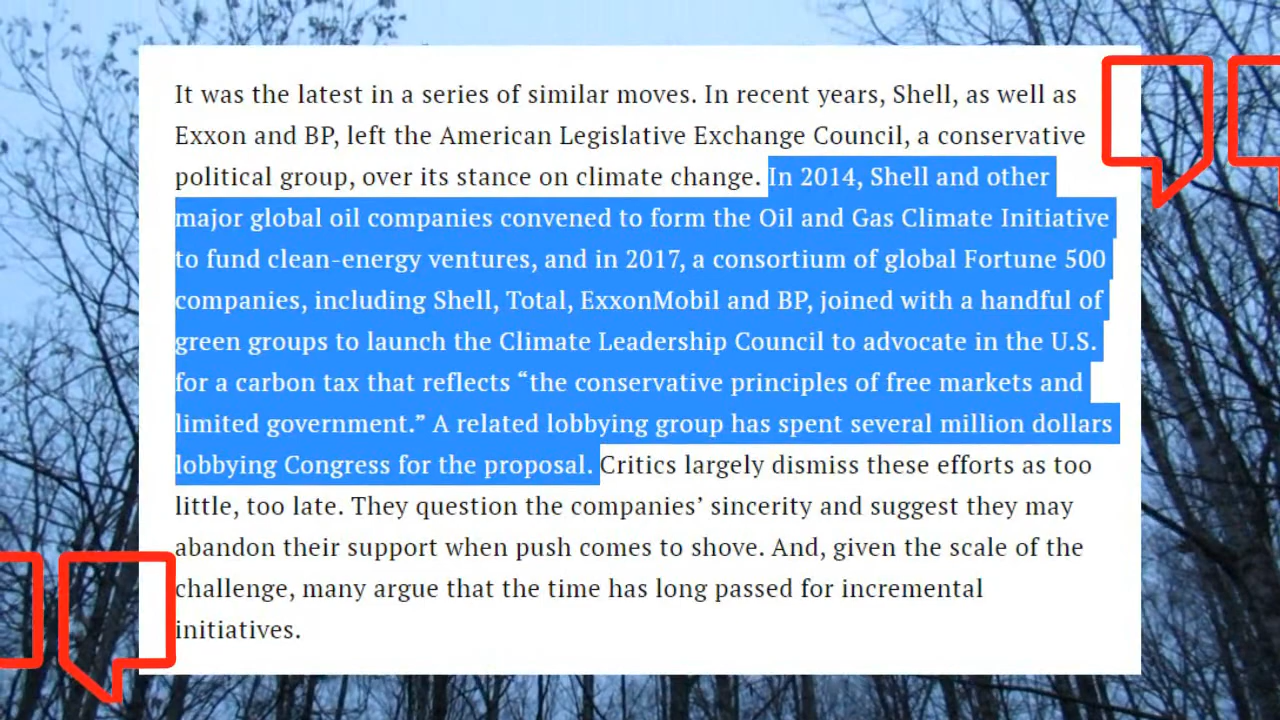 It was the latest in a series of similar moves. In recent years, Shell, as well as
Exxon and BP, left the American Legislative Exchange Council, a conservative
political group, over its stance on climate change. In 2014, Shell and other
major global oil companies convened to form the Oil and Gas Climate Initiative
to fund clean-energy ventures, and in 2017, a consortium of global Fortune 500
companies, including Shell, Total, ExxonMobil and BP, joined with a handful of
green groups to launch the Climate Leadership Council to advocate in the U.S.
for a carbon tax that reflects “the conservative principles of free markets and
limited government.” A related lobbying group has spent several million dollars
lobbying Congress for the proposal. Critics largely dismiss these efforts as too
little, too late. They question the companies’ sincerity and suggest they may
abandon their support when push comes to shove. And, given the scale of the
challenge, many argue that the time has long passed for incremental
initiatives.